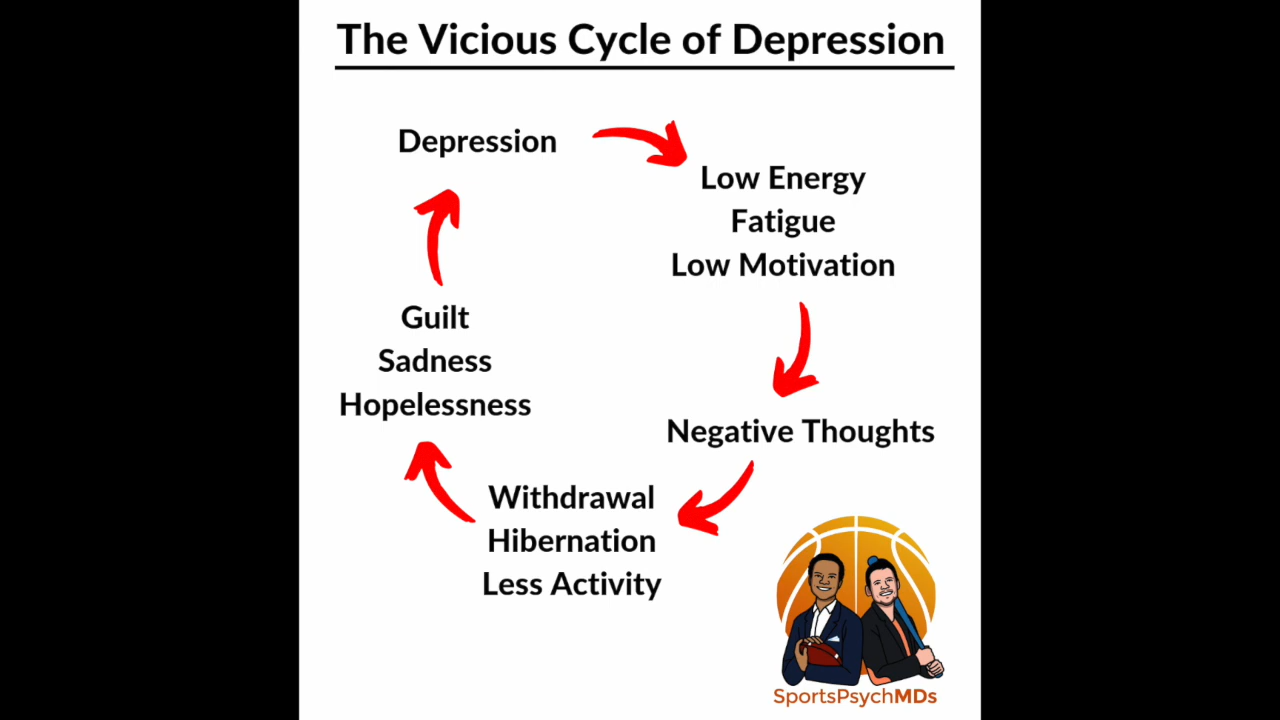 The Vicious Cycle of Depression
Depression
Low Energy
Fatigue
Low Motivation
Negative Thoughts
Withdrawal
Hibernation
Less Activity
Guilt
Sadness
Hopelessness
SportsPsychMDs